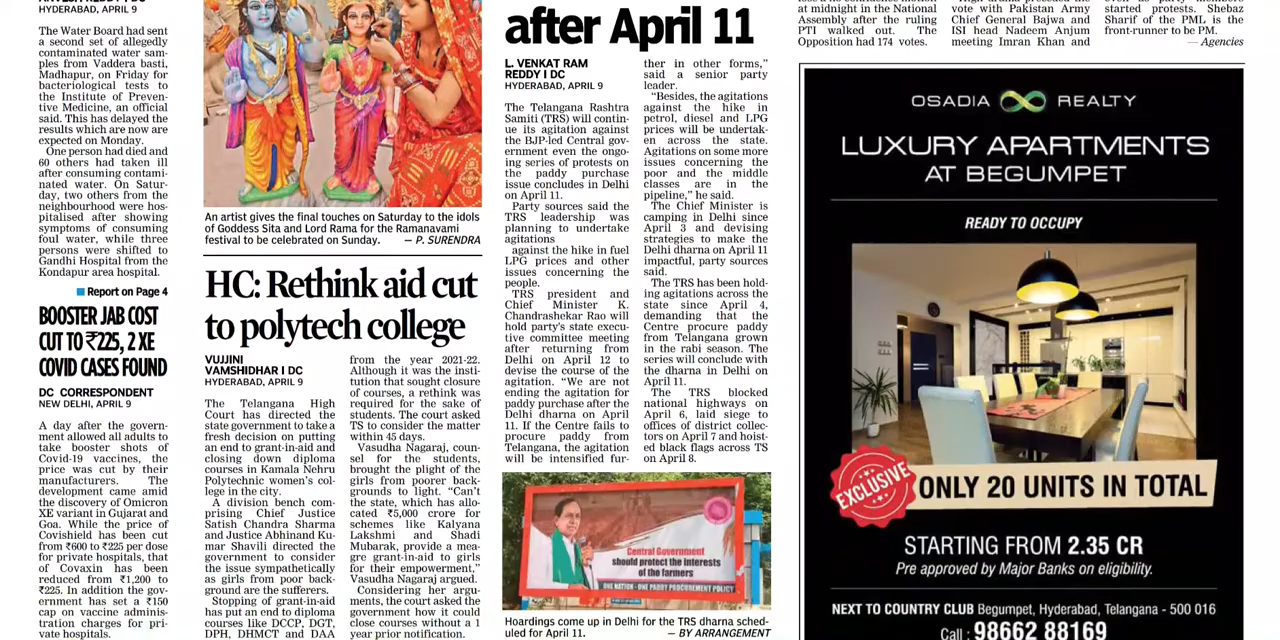 HYDERABAD, APRIL 9
The Water Board had sent
a second set of allegedly
contaminated water sam-
ples from Vaddera basti,
Madhapur, on Friday for
bacteriological tests to
the Institute of Preven-
tive Medicine, an official
said. This has delayed the
results which are now are
expected on Monday.
One person had died and
60 others had taken ill
after consuming contami-
nated water. On Satur-
day, two others from the
neighbourhood were hos-
pitalised after showing
symptoms of consuming
foul water, while three
persons were shifted to
Gandhi Hospital from the
Kondapur area hospital.
Report on Page 4
BOOSTER JAB COST
CUT TO ₹225, 2 XE
COVID CASES FOUND
DC CORRESPONDENT
NEW DELHI, APRIL 9
A day after the govern-
ment allowed all adults to
take booster shots of
Covid-19 vaccines, the
price was cut by their
manufacturers. The
development came amid
the discovery of Omicron
XE variant in Gujarat and
Goa. While the price of
Covishield has been cut
from ₹600 to ₹225 per dose
for private hospitals, that
of Covaxin has been
reduced from ₹1,200 to
₹225. In addition the gov-
ernment has set a ₹150
cap on vaccine adminis-
tration charges for pri-
vate hospitals.
An artist gives the final touches on Saturday to the idols
of Goddess Sita and Lord Rama for the Ramanavami
festival to be celebrated on Sunday. — P. SURENDRA
HC: Rethink aid cut
to polytech college
VUJJINI
VAMSHIDHAR I DC
HYDERABAD, APRIL 9
The Telangana High
Court has directed the
state government to take a
fresh decision on putting
an end to grant-in-aid and
closing down diploma
courses in Kamala Nehru
Polytechnic women's col-
lege in the city.
A division bench com-
prising Chief Justice
Satish Chandra Sharma
and Justice Abhinand Ku-
mar Shavili directed the
government to consider
the issue sympathetically
as girls from poor back-
ground are the sufferers.
Stopping of grant-in-aid
has put an end to diploma
courses like DCCP, DGT,
DPH, DHMCT and DAA
from the year 2021-22.
Although it was the insti-
tution that sought closure
of courses, a rethink was
required for the sake of
students. The court asked
TS to consider the matter
within 45 days.
Vasudha Nagaraj, coun-
sel for the students,
brought the plight of the
girls from poorer back-
grounds to light. "Can't
the state, which has allo-
cated ₹5,000 crore for
schemes like Kalyana
Lakshmi and Shadi
Mubarak, provide a mea-
gre grant-in-aid to girls
for their empowerment,"
Vasudha Nagaraj argued.
Considering her argu-
ments, the court asked the
government how it could
close courses without a 1
year prior notification.
after April 11
L. VENKAT RAM
REDDY I DC
HYDERABAD, APRIL 9
The Telangana Rashtra
Samiti (TRS) will contin-
ue its agitation against
the BJP-led Central gov-
ernment even the ongo-
ing series of protests on
the paddy purchase
issue concludes in Delhi
on April 11.
Party sources said the
TRS leadership was
planning to undertake
agitations
against the hike in fuel
LPG prices and other
issues concerning the
people.
TRS president and
Chief Minister K.
Chandrashekar Rao will
hold party's state execu-
tive committee meeting
after returning from
Delhi on April 12 to
devise the course of the
agitation. "We are not
ending the agitation for
paddy purchase after the
Delhi dharna on April
11. If the Centre fails to
procure paddy from
Telangana, the agitation
will be intensified fur-
ther in other forms,"
said a senior party
leader.
"Besides, the agitations
against the hike in
petrol, diesel and LPG
prices will be undertak-
en across the state.
Agitations on some more
issues concerning the
poor and the middle
classes are in the
pipeline," he said.
The Chief Minister is
camping in Delhi since
April 3 and devising
strategies to make the
Delhi dharna on April 11
impactful, party sources
said.
The TRS has been hold-
ing agitations across the
state since April 4,
demanding that the
Centre procure paddy
from Telangana grown
in the rabi season. The
series will conclude with
the dharna in Delhi on
April 11.
The TRS blocked
national highways on
April 6, laid siege to
offices of district collec-
tors on April 7 and hoist-
ed black flags across TS
on April 8.
Central Government
should protect the interests
of the farmers
ONE NATION - ONE PADDY PROCUREMENT POLICY
Hoardings come up in Delhi for the TRS dharna sched-
uled for April 11. — BY ARRANGEMENT
at midnight in the National
Assembly after the ruling
PTI walked out. The
Opposition had 174 votes.
vote with Pakistan Army
Chief General Bajwa and
ISI head Nadeem Anjum
meeting Imran Khan and
started protests. Shebaz
Sharif of the PML is the
front-runner to be PM.
— Agencies
OSADIA REALTY
LUXURY APARTMENTS
AT BEGUMPET
READY TO OCCUPY
EXCLUSIVE
ONLY 20 UNITS IN TOTAL
STARTING FROM 2.35 CR
Pre approved by Major Banks on eligibility.
NEXT TO COUNTRY CLUB Begumpet, Hyderabad, Telangana - 500 016
Call : 98662 88169